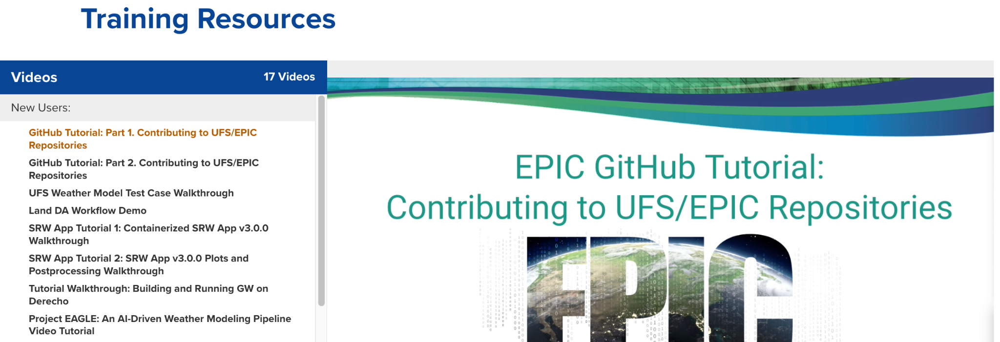 Training Resources
Videos
17 Videos
New Users:
GitHub Tutorial: Part 1. Contributing to UFS/EPIC
Repositories
GitHub Tutorial: Part 2. Contributing to UFS/EPIC
Repositories
UFS Weather Model Test Case Walkthrough
Land DA Workflow Demo
SRW App Tutorial 1: Containerized SRW App v3.0.0
Walkthrough
SRW App Tutorial 2: SRW App v3.0.0 Plots and
Postprocessing Walkthrough
Tutorial Walkthrough: Building and Running GW on
Derecho
Project EAGLE: An AI-Driven Weather Modeling Pipeline
Video Tutorial
EPIC GitHub Tutorial:
Contributing to UFS/EPIC Repositories
EPIC